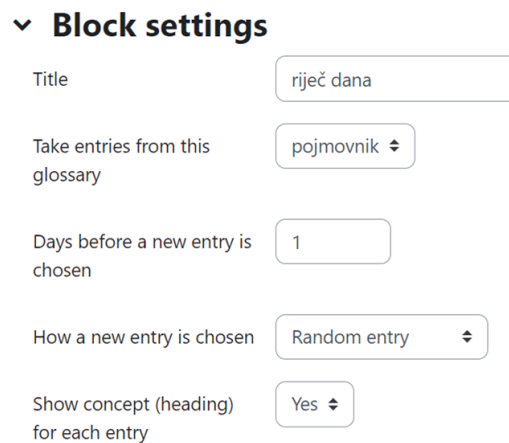 Block settings
Title
riječ dana
Take entries from this
glossary
pojmovnik
Days before a new entry is
chosen
1
How a new entry is chosen
Random entry
Show concept (heading)
for each entry
Yes